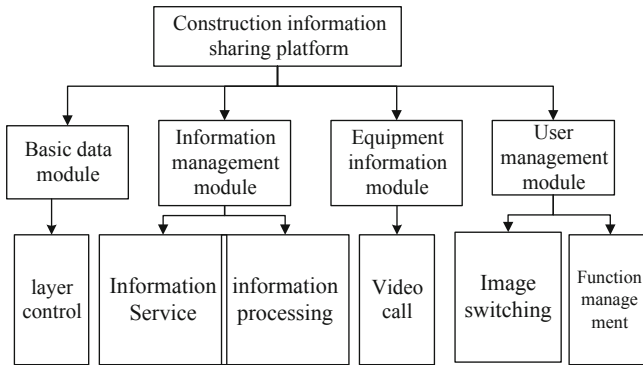 Construction information
sharing platform
Basic data
module
Information
management
module
Equipment
information
module
User
management
module
layer
control
Information
Service
information
processing
Video
call
Image
switching
Function
manage
ment